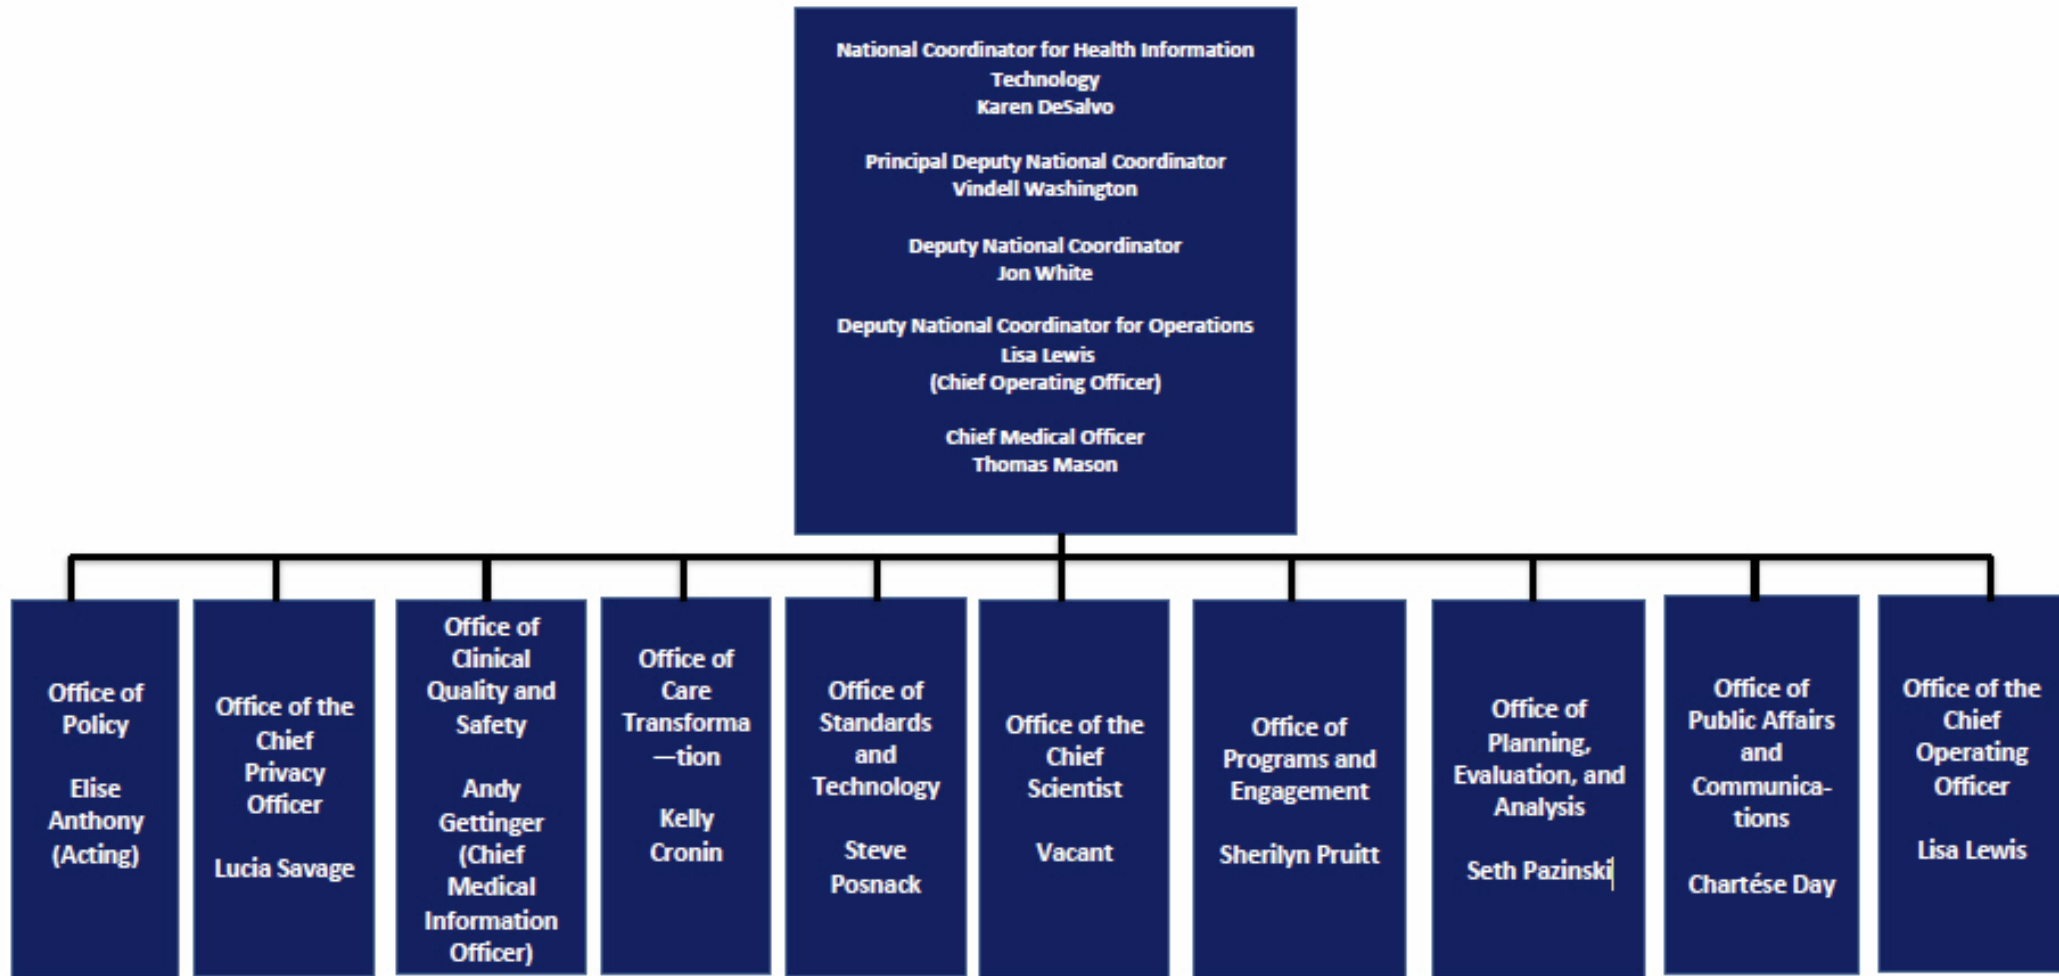 National Coordinator for Health Information
Technology
Karen DeSalvo
Principal Deputy National Coordinator
Vindell Washington
Deputy National Coordinator
Jon White
Deputy National Coordinator for Operations
Lisa Lewis
(Chief Operating Officer)
Chief Medical Officer
Thomas Mason
Office of
Policy
Elise
Anthony
(Acting)
Office of the
Chief
Privacy
Officer
Lucia Savage
Office of
Clinical
Quality and
Safety
Andy
Gettinger
(Chief
Medical
Information
Officer)
Office of
Care
Transforma
—tion
Kelly
Cronin
Office of
Standards
and
Technology
Steve
Posnack
Office of the
Chief
Scientist
Vacant
Office of
Programs and
Engagement
Sherilyn Pruitt
Office of
Planning,
Evaluation, and
Analysis
Seth Pazinski
Office of
Public Affairs
and
Communica-
tions
Chartése Day
Office of the
Chief
Operating
Officer
Lisa Lewis